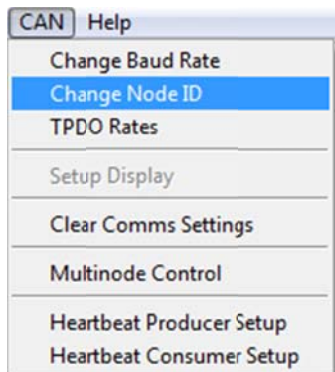 CAN Help
Change Baud Rate
Change Node ID
TPDO Rates
Setup Display
Clear Comms Settings
Multinode Control
Heartbeat Producer Setup
Heartbeat Consumer Setup